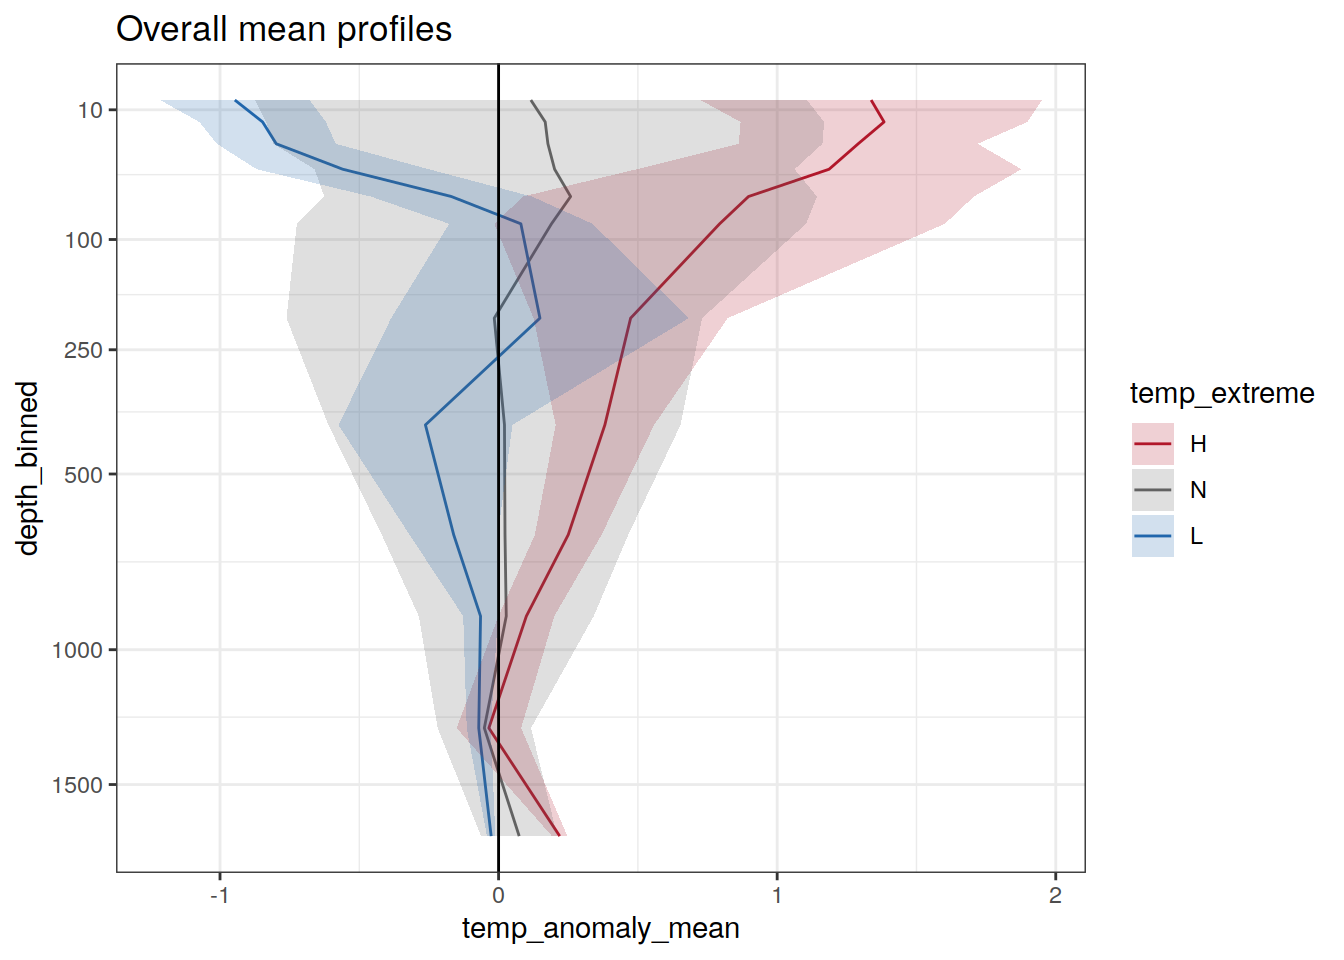 Overall mean profiles
10
100
250
500
1000
1500
depth_binned
-1
0
1
2
temp_anomaly_mean
temp_extreme
H
N
L